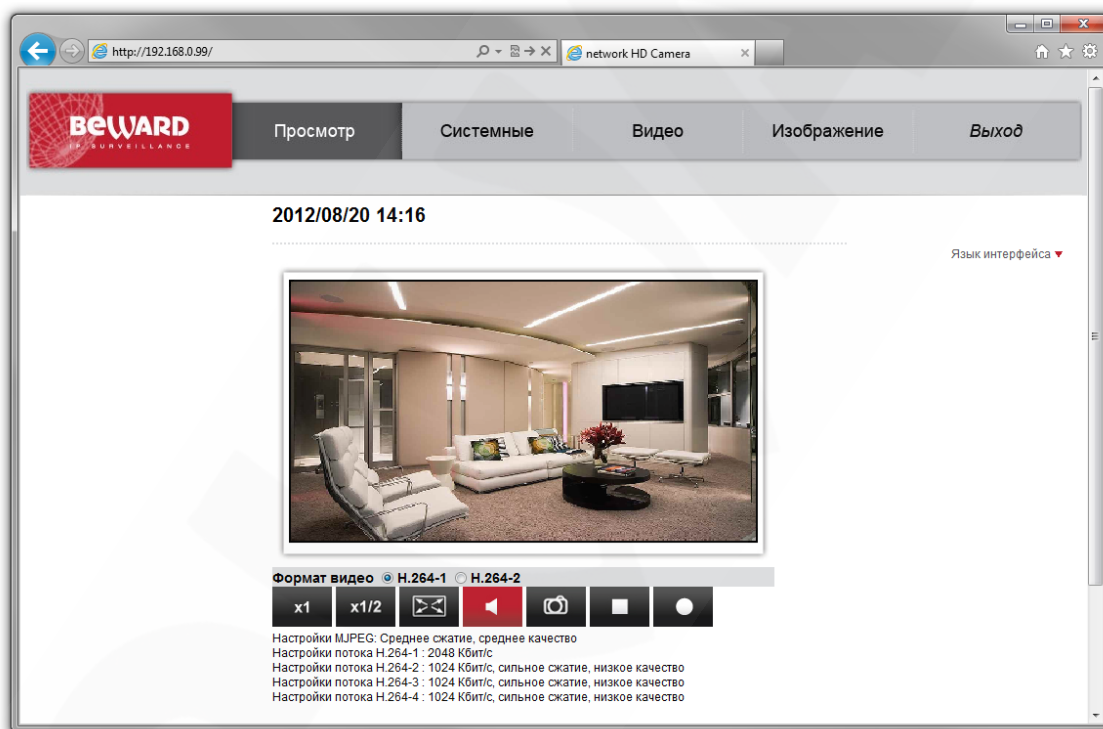 http://192.168.0.99/
network HD Camera
BEWARD
IP SURVEILLANCE
Просмотр
Системные
Видео
Изображение
Выход
2012/08/20 14:16
Язык интерфейса
Формат видео H.264-1 H.264-2
x1 x1/2
Настройки MJPEG: Среднее сжатие, среднее качество
Настройки потока H.264-1 : 2048 Кбит/с
Настройки потока H.264-2 : 1024 Кбит/с, сильное сжатие, низкое качество
Настройки потока H.264-3 : 1024 Кбит/с, сильное сжатие, низкое качество
Настройки потока H.264-4 : 1024 Кбит/с, сильное сжатие, низкое качество